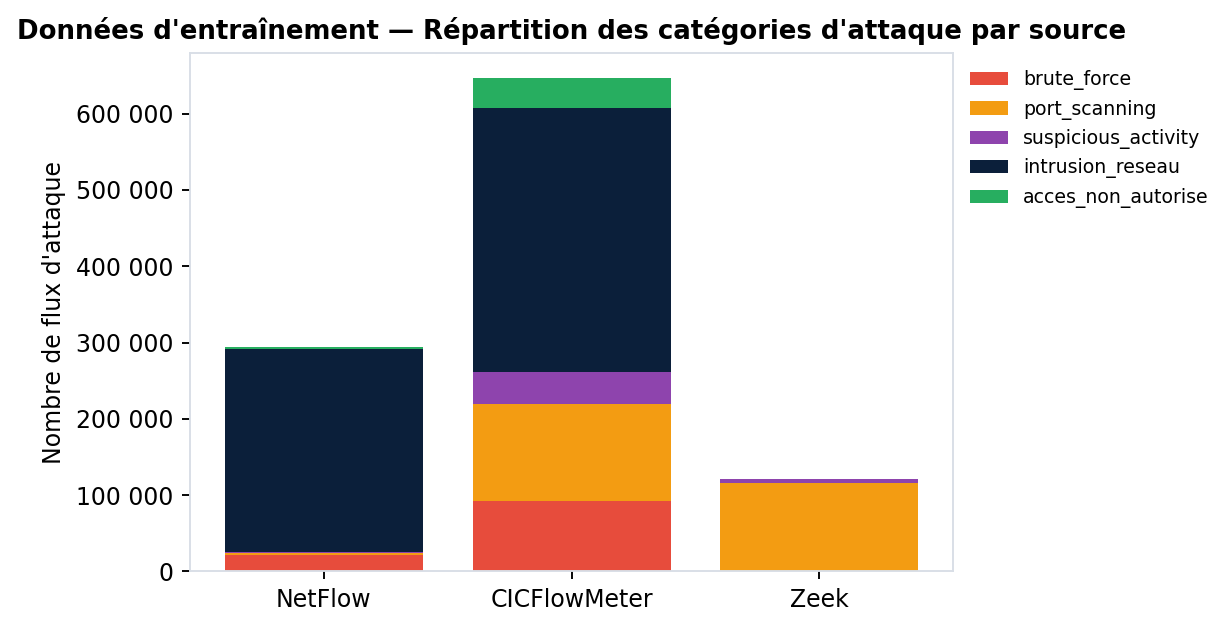 Données d'entraînement — Répartition des catégories d'attaque par source
Nombre de flux d'attaque
600 000
500 000
400 000
300 000
200 000
100 000
0
NetFlow
CICFlowMeter
Zeek
brute_force
port_scanning
suspicious_activity
intrusion_reseau
acces_non_autorise